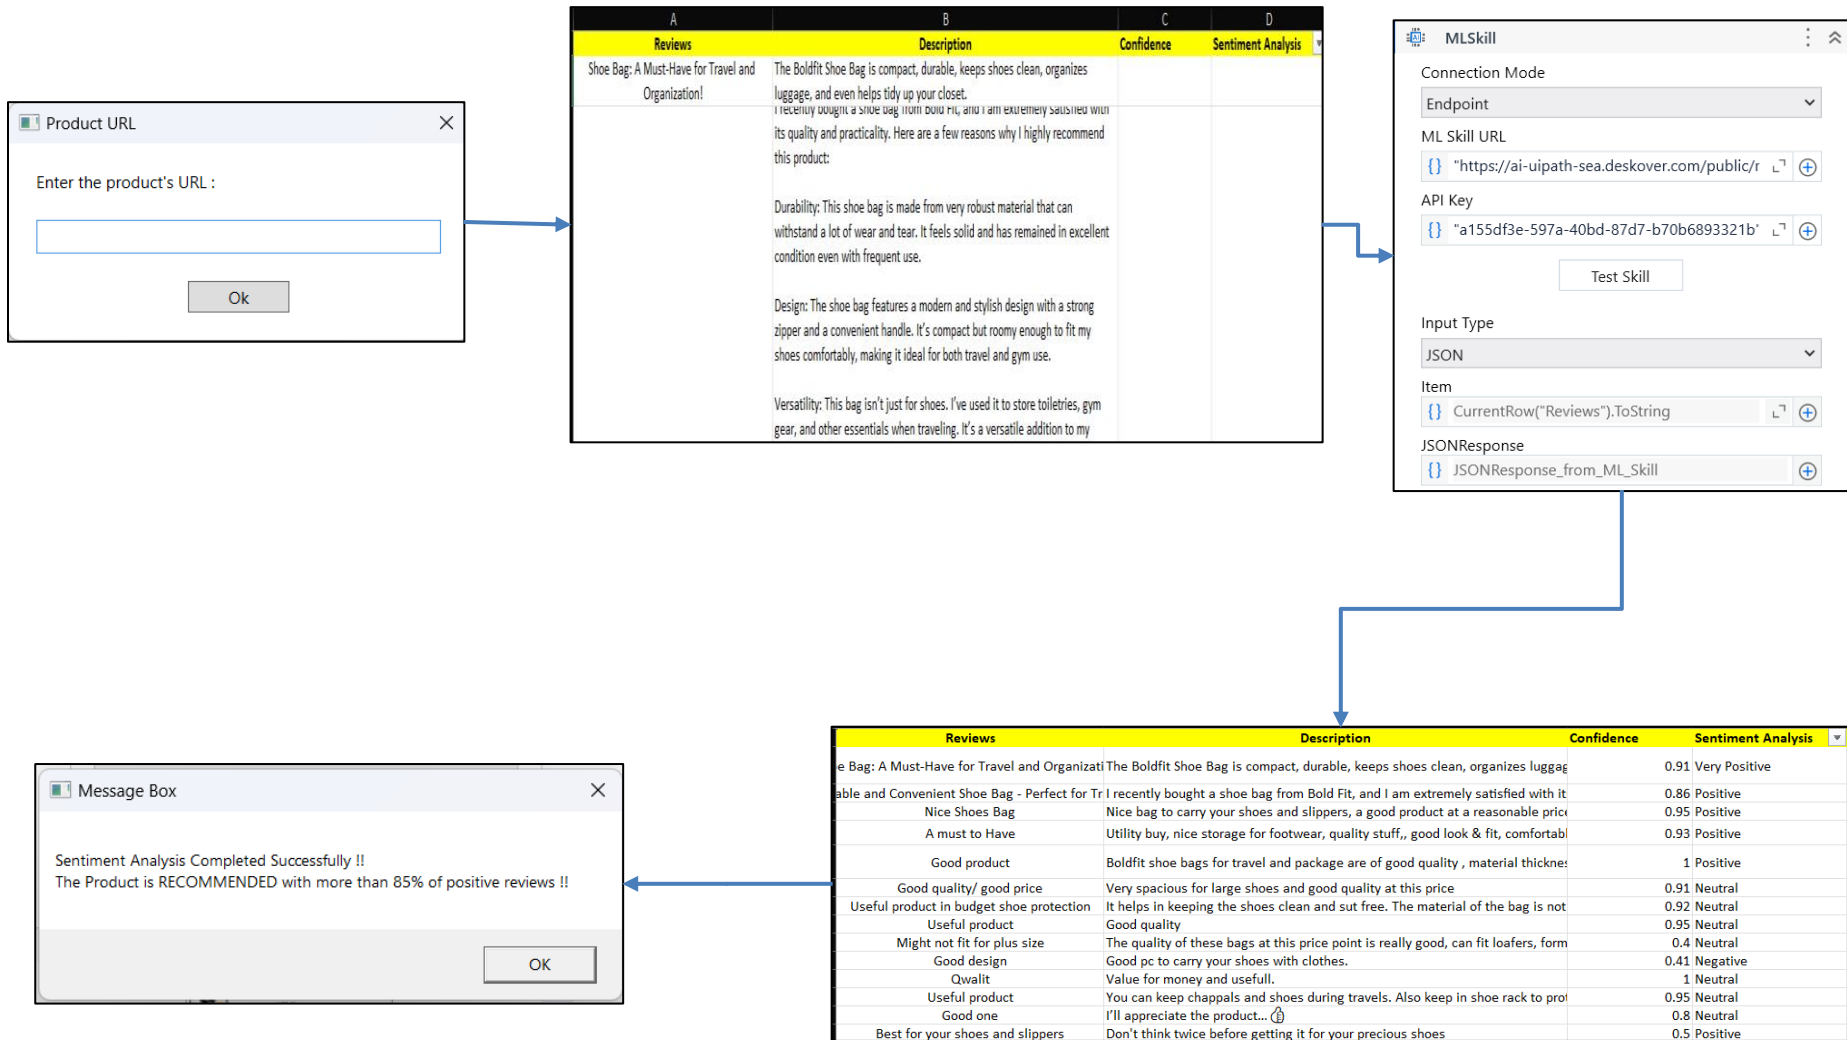 Product URL
Enter the product's URL :
Ok
A B C D
Reviews Description Confidence Sentiment Analysis
Shoe Bag: A Must-Have for Travel and
Organization!
The Boldfit Shoe Bag is compact, durable, keeps shoes clean, organizes
luggage, and even helps tidy up your closet.
I recently bought a shoe bag from Bold Fit, and I am extremely satisfied with
its quality and practicality. Here are a few reasons why I highly recommend
this product:
Durability: This shoe bag is made from very robust material that can
withstand a lot of wear and tear. It feels solid and has remained in excellent
condition even with frequent use.
Design: The shoe bag features a modern and stylish design with a strong
zipper and a convenient handle. It's compact but roomy enough to fit my
shoes comfortably, making it ideal for both travel and gym use.
Versatility: This bag isn't just for shoes. I've used it to store toiletries, gym
gear, and other essentials when traveling. It's a versatile addition to my
MLSkill
Connection Mode
Endpoint
ML Skill URL
{} "https://ai-uipath-sea.deskover.com/public/r
API Key
{} "a155df3e-597a-40bd-87d7-b70b6893321b"
Test Skill
Input Type
JSON
Item
{} CurrentRow("Reviews").ToString
JSONResponse
{} JSONResponse_from_ML_Skill
Reviews Description Confidence Sentiment Analysis
e Bag: A Must-Have for Travel and Organizati The Boldfit Shoe Bag is compact, durable, keeps shoes clean, organizes luggag 0.91 Very Positive
able and Convenient Shoe Bag - Perfect for Tr I recently bought a shoe bag from Bold Fit, and I am extremely satisfied with it 0.86 Positive
Nice Shoes Bag Nice bag to carry your shoes and slippers, a good product at a reasonable price 0.95 Positive
A must to Have Utility buy, nice storage for footwear, quality stuff,, good look & fit, comfortabl 0.93 Positive
Good product Boldfit shoe bags for travel and package are of good quality , material thicknes 1 Positive
Good quality/ good price Very spacious for large shoes and good quality at this price 0.91 Neutral
Useful product in budget shoe protection It helps in keeping the shoes clean and sut free. The material of the bag is not 0.92 Neutral
Useful product Good quality 0.95 Neutral
Might not fit for plus size The quality of these bags at this price point is really good, can fit loafers, form 0.4 Neutral
Good design Good pc to carry your shoes with clothes. 0.41 Negative
Qwalit Value for money and usefull. 1 Neutral
Useful product You can keep chappals and shoes during travels. Also keep in shoe rack to prot 0.95 Neutral
Good one I'll appreciate the product... 👍 0.8 Neutral
Best for your shoes and slippers Don't think twice before getting it for your precious shoes 0.5 Positive
Message Box
Sentiment Analysis Completed Successfully !!
The Product is RECOMMENDED with more than 85% of positive reviews !!
OK